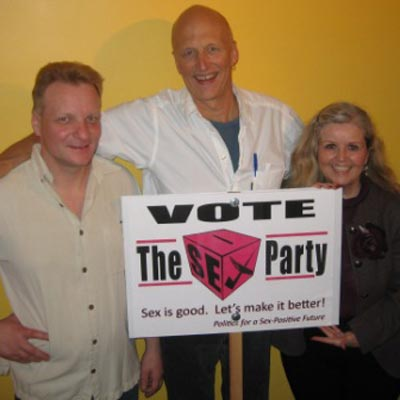 VOTE
The SEX Party
Sex is good. Let's make it better!
Politics for a Sex-Positive Future